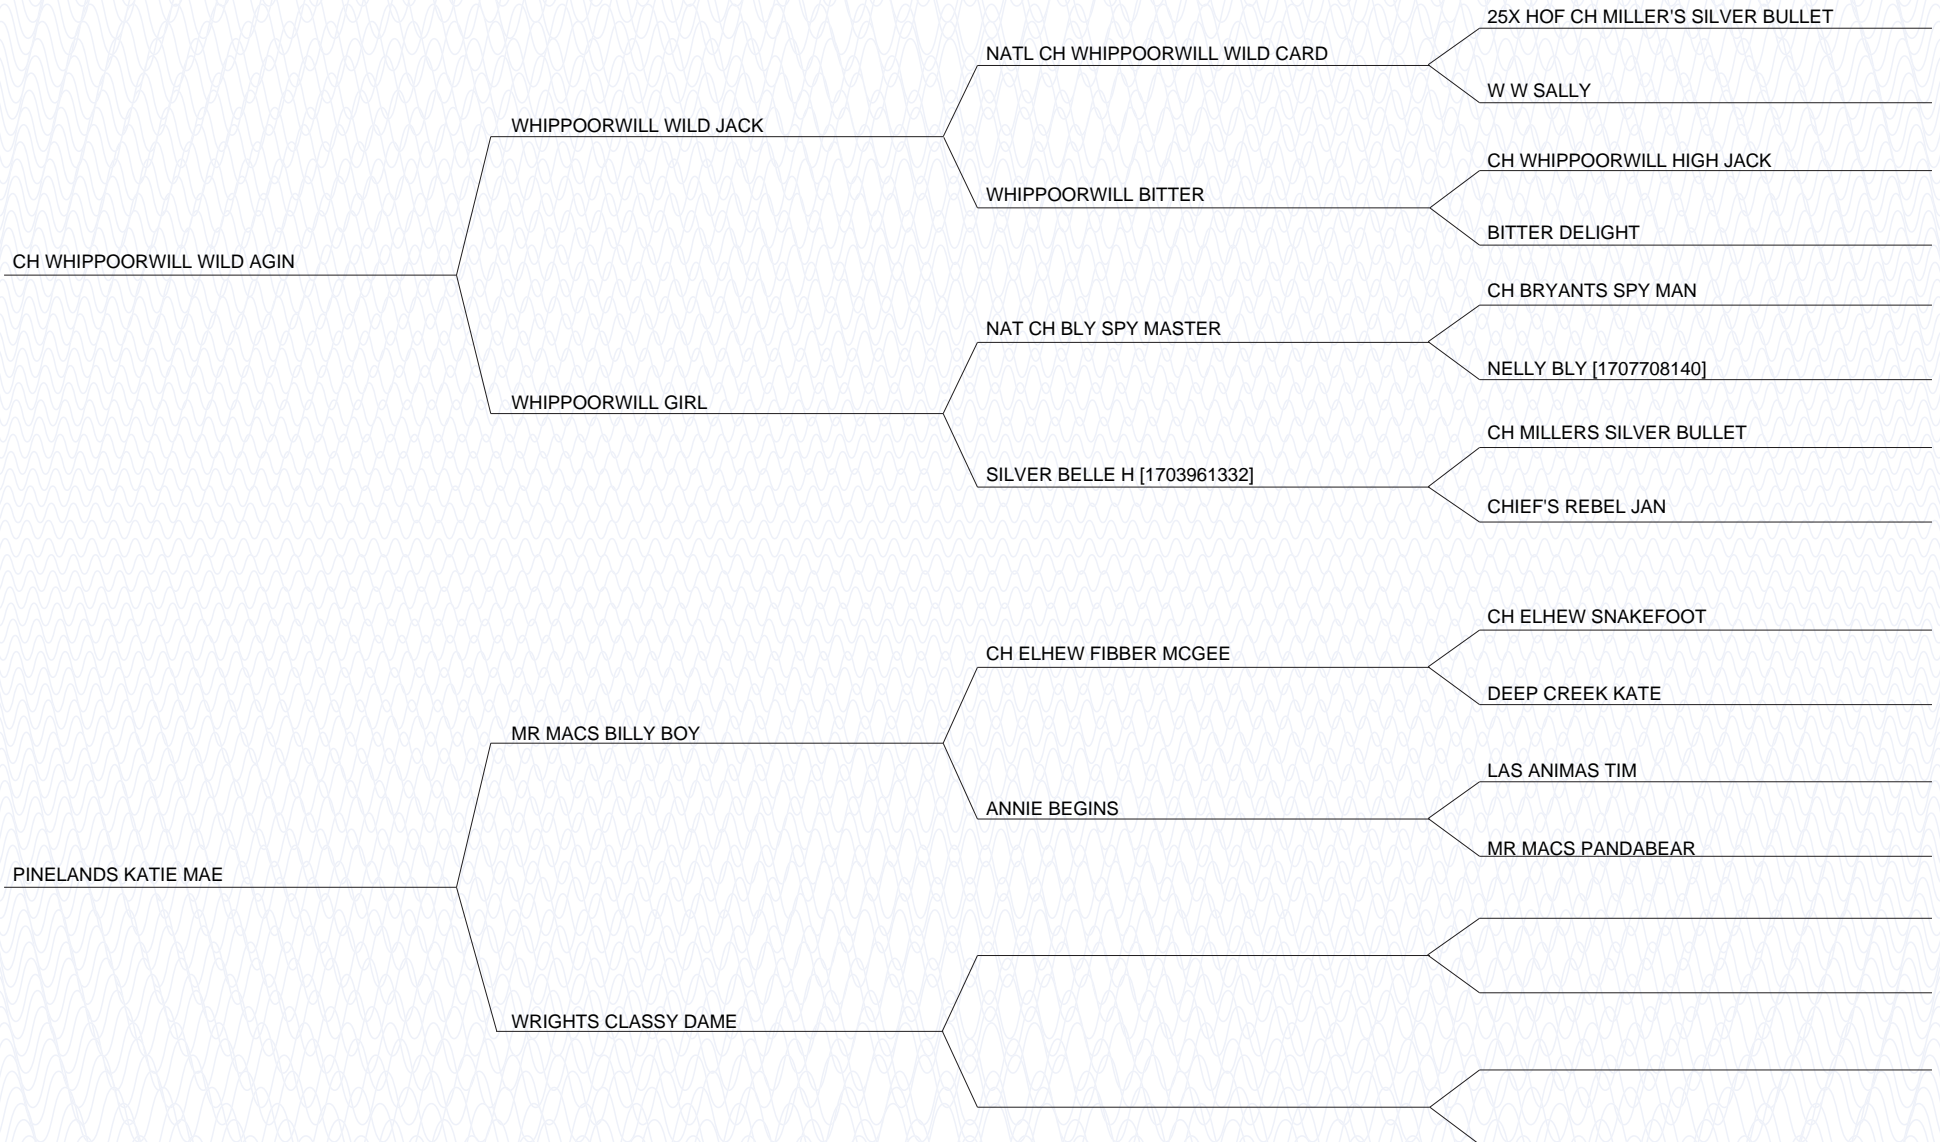 25X HOF CH MILLER'S SILVER BULLET
NATL CH WHIPPOORWILL WILD CARD
W W SALLY
WHIPPOORWILL WILD JACK
CH WHIPPOORWILL HIGH JACK
WHIPPOORWILL BITTER
BITTER DELIGHT
CH WHIPPOORWILL WILD AGIN
CH BRYANTS SPY MAN
NAT CH BLY SPY MASTER
NELLY BLY [1707708140]
WHIPPOORWILL GIRL
CH MILLERS SILVER BULLET
SILVER BELLE H [1703961332]
CHIEF'S REBEL JAN
CH ELHEW SNAKEFOOT
CH ELHEW FIBBER MCGEE
DEEP CREEK KATE
MR MACS BILLY BOY
LAS ANIMAS TIM
ANNIE BEGINS
MR MACS PANDABEAR
PINELANDS KATIE MAE
WRIGHTS CLASSY DAME